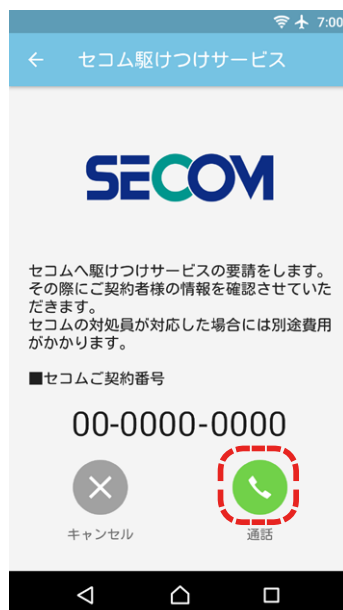 7:00
セコム駆けつけサービス
SECOM
セコムへ駆けつけサービスの要請をします。
その際にご契約者様の情報を確認させていた
だきます。
セコムの対処員が対応した場合には別途費用
がかかります。
■セコムご契約番号
00-0000-0000
キャンセル
通話